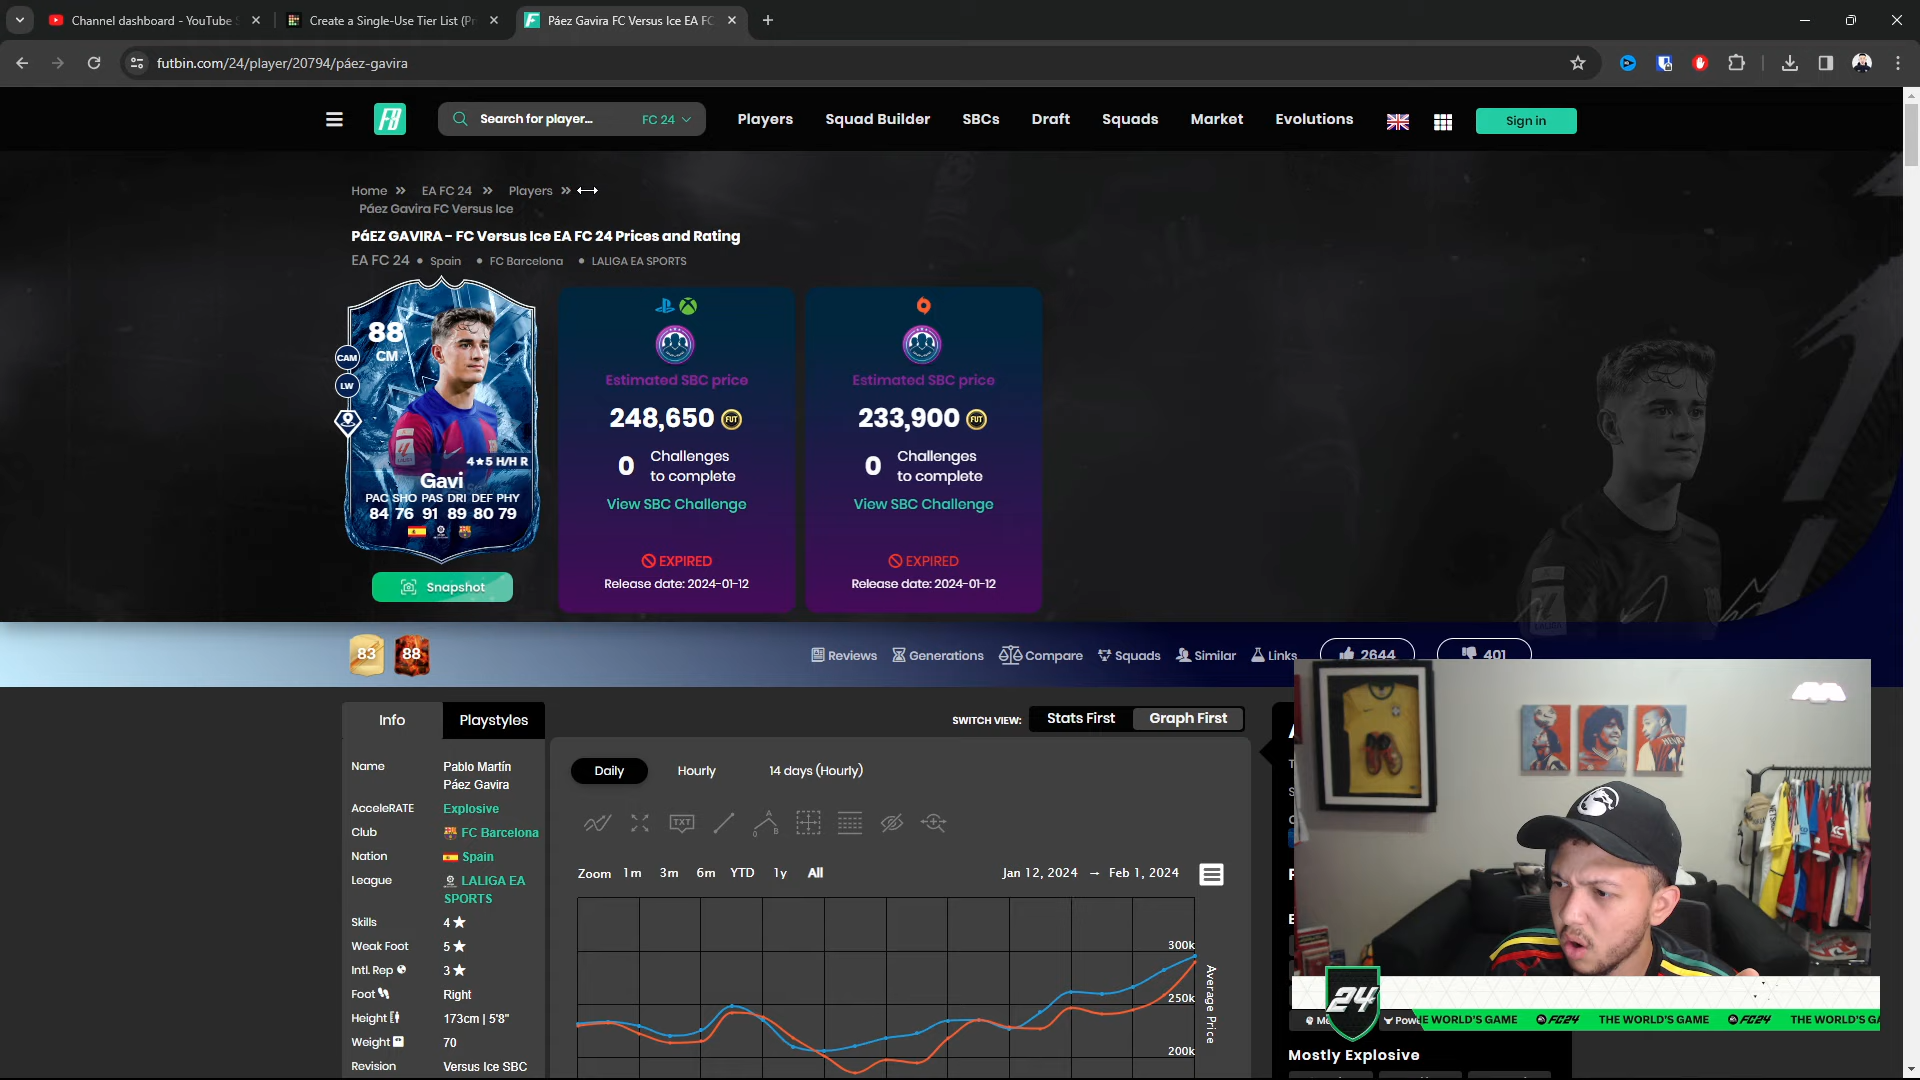 Channel dashboard - YouTube S
Create a Single-Use Tier List (Pr
Páez Gavira FC Versus Ice EA FC
futbin.com/24/player/20794/páez-gavira
Search for player... FC 24
Players Squad Builder SBCs Draft Squads Market Evolutions Sign in
Home » EA FC 24 » Players »
Páez Gavira FC Versus Ice
PáEZ GAVIRA - FC Versus Ice EA FC 24 Prices and Rating
EA FC 24 • Spain • FC Barcelona • LALIGA EA SPORTS
88
CM
CAM
LW
4★5 H/H R
Gavi
PAC SHO PAS DRI DEF PHY
84 76 91 89 80 79
Snapshot
Estimated SBC price
248,650 FUT
0 Challenges to complete
View SBC Challenge
EXPIRED
Release date: 2024-01-12
Estimated SBC price
233,900 FUT
0 Challenges to complete
View SBC Challenge
EXPIRED
Release date: 2024-01-12
83 88
Reviews Generations Compare Squads Similar Links 2644 401
Info Playstyles
SWITCH VIEW: Stats First Graph First
Name Pablo Martín
Páez Gavira
AcceleRATE Explosive
Club FC Barcelona
Nation Spain
League LALIGA EA
SPORTS
Skills 4 ★
Weak Foot 5 ★
Intl. Rep 3 ★
Foot Right
Height 173cm | 5'8"
Weight 70
Revision Versus Ice SBC
Daily Hourly 14 days (Hourly)
TXT
Zoom 1m 3m 6m YTD 1y All
Jan 12, 2024 → Feb 1, 2024
300k
250k
200k
Average Price
24
E WORLD'S GAME FC24 THE WORLD'S GAME FC24 THE WORLD'S GA
Mostly Explosive